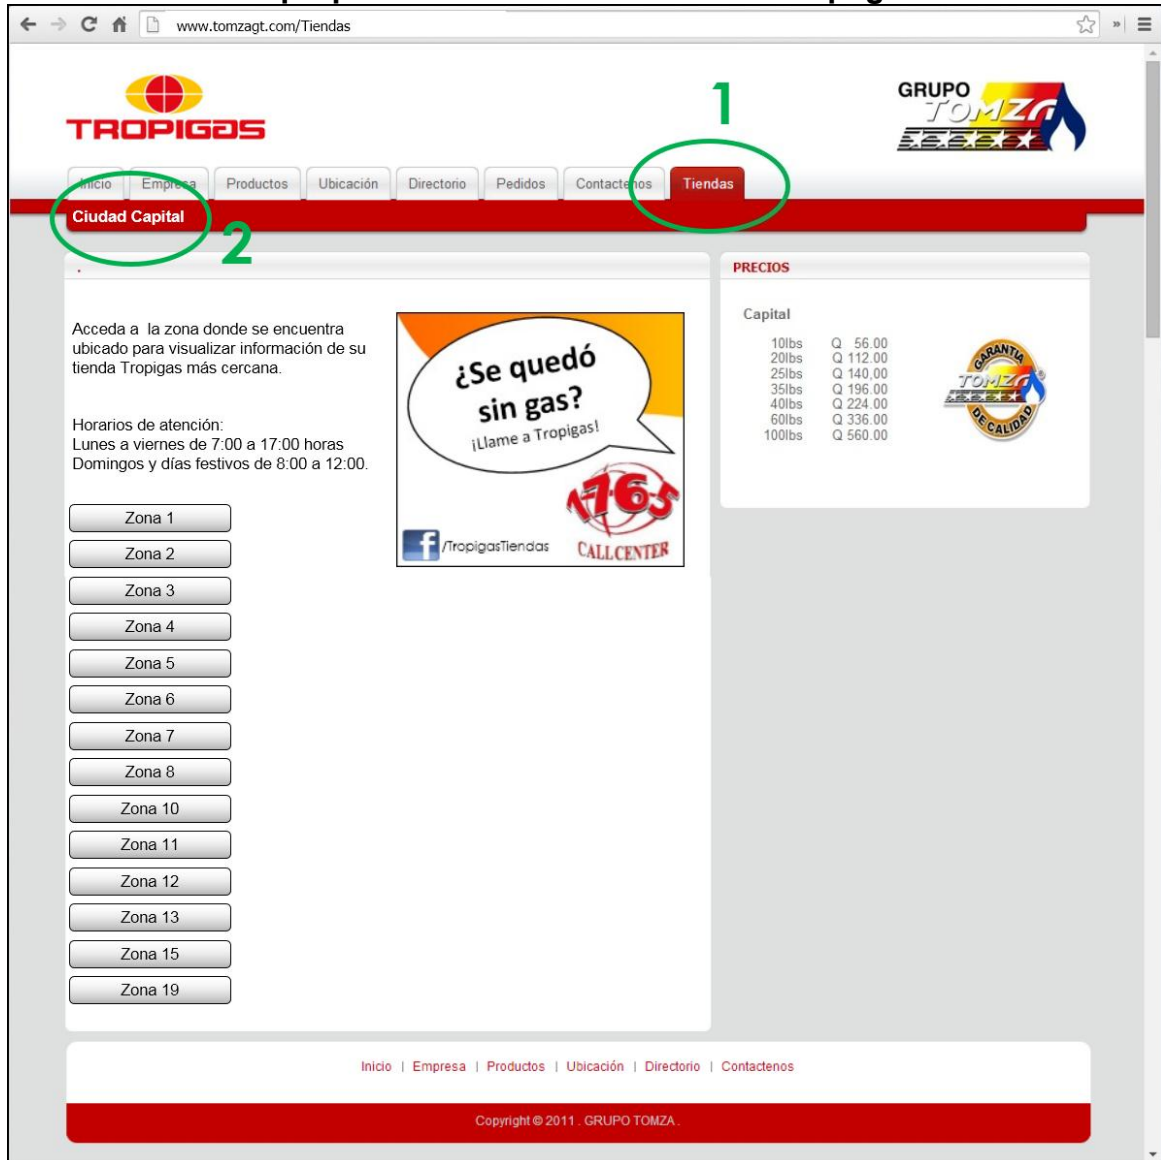 www.tomzagt.com/Tiendas
TROPIGAS
1
GRUPO
TOMZA
Inicio Empresa Productos Ubicación Directorio Pedidos Contactenos Tiendas
Ciudad Capital
2
.
PRECIOS
Acceda a la zona donde se encuentra
ubicado para visualizar información de su
tienda Tropigas más cercana.
Horarios de atención:
Lunes a viernes de 7:00 a 17:00 horas
Domingos y días festivos de 8:00 a 12:00.
¿Se quedó
sin gas?
¡Llame a Tropigas!
1765
CALL CENTER
/TropigasTiendas
Capital
10lbs Q 56.00
20lbs Q 112.00
25lbs Q 140,00
35lbs Q 196.00
40lbs Q 224.00
60lbs Q 336.00
100lbs Q 560.00
GARANTIA
TOMZA
DE CALIDAD
Zona 1
Zona 2
Zona 3
Zona 4
Zona 5
Zona 6
Zona 7
Zona 8
Zona 10
Zona 11
Zona 12
Zona 13
Zona 15
Zona 19
Inicio | Empresa | Productos | Ubicación | Directorio | Contactenos
Copyright © 2011 . GRUPO TOMZA .